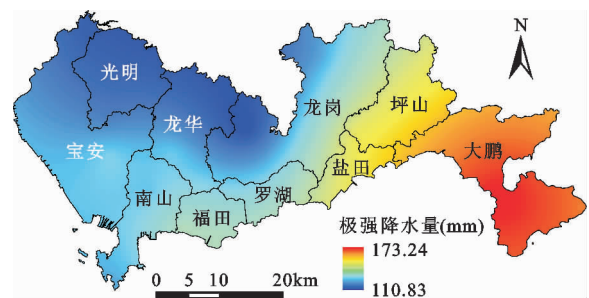 N
光明
龙华
龙岗
坪山
宝安
大鹏
盐田
南山
罗湖
福田
极强降水量(mm)
173.24
110.83
0 5 10 20km